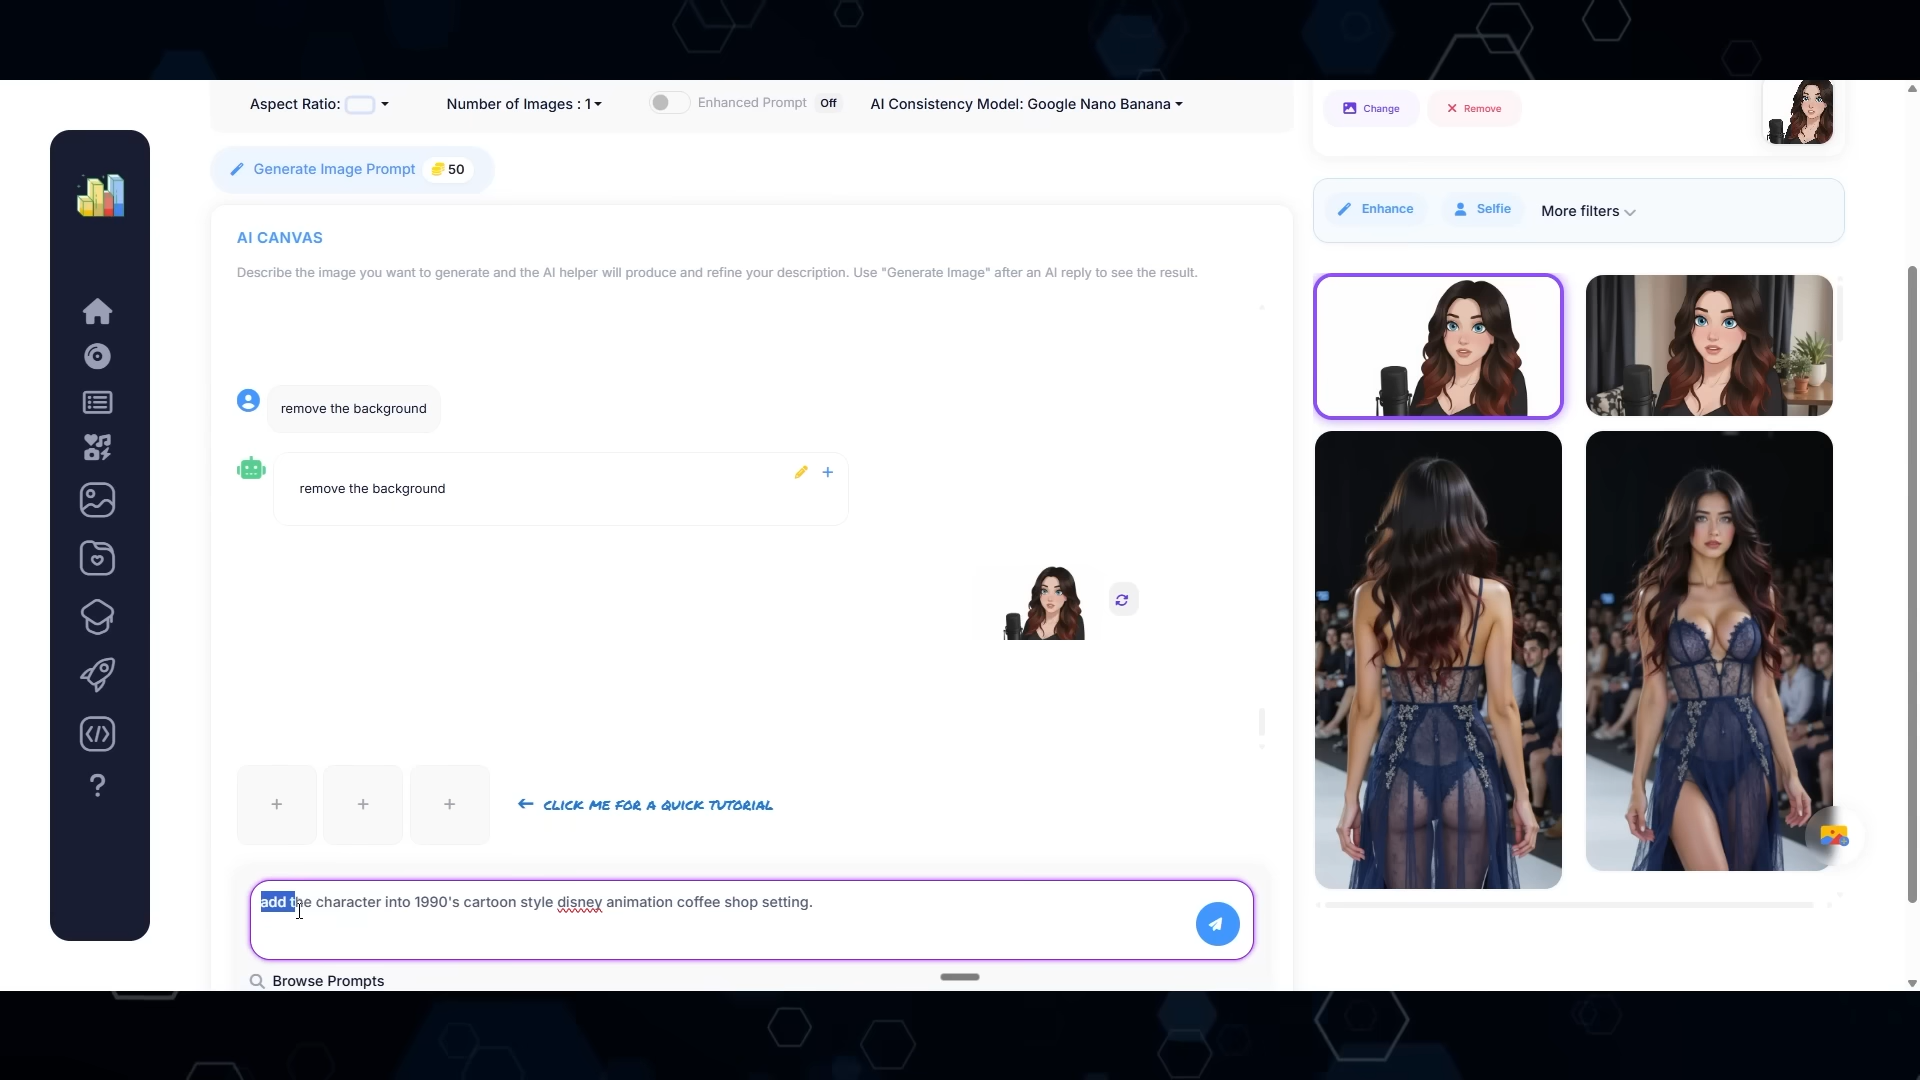 Aspect Ratio:
Number of Images : 1
Enhanced Prompt Off
AI Consistency Model: Google Nano Banana
Change
Remove
Generate Image Prompt 50
Enhance
Selfie
More filters
AI CANVAS
Describe the image you want to generate and the AI helper will produce and refine your description. Use "Generate Image" after an AI reply to see the result.
remove the background
remove the background
CLICK ME FOR A QUICK TUTORIAL
add the character into 1990's cartoon style disney animation coffee shop setting.
Browse Prompts